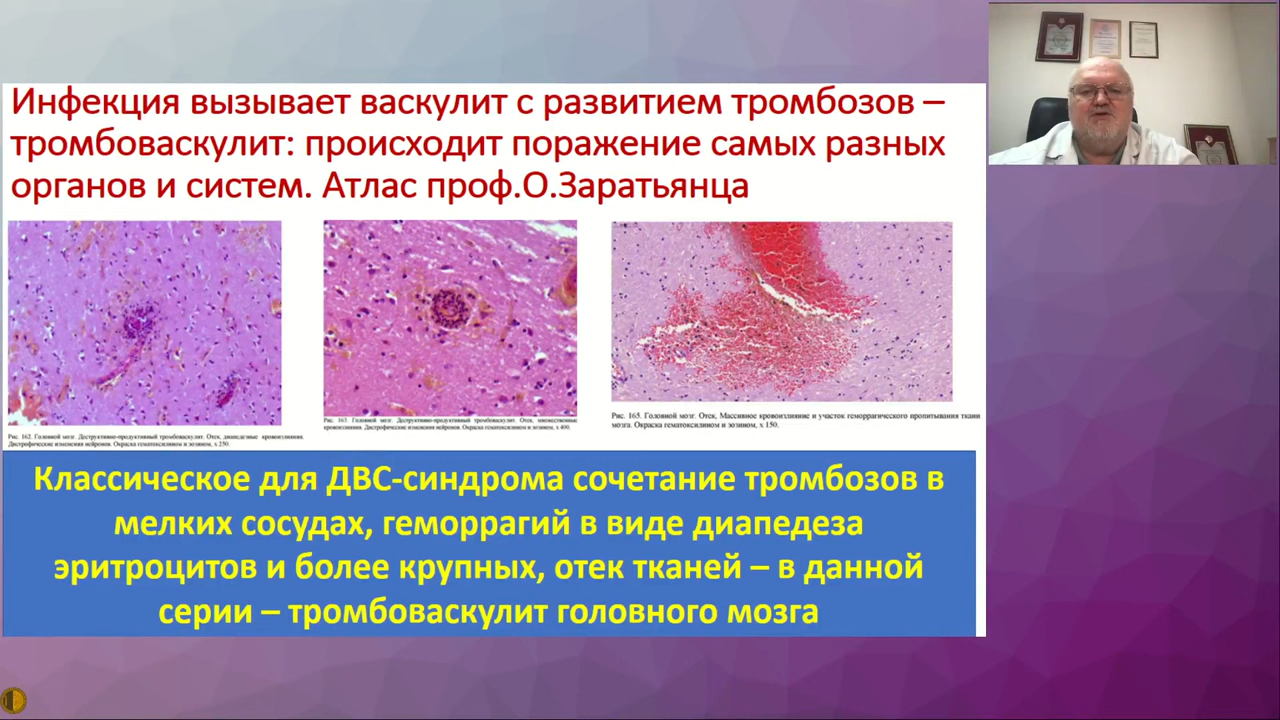 Инфекция вызывает васкулит с развитием тромбозов –
тромбоваскулит: происходит поражение самых разных
органов и систем. Атлас проф.О.Заратьянца
Рис. 162. Головной мозг. Деструктивно-продуктивный тромбоваскулит. Отек, диапедезные кровоизлияния.
Дистрофические изменения нейронов. Окраска гематоксилином и эозином, х 250.
Рис. 163. Головной мозг. Деструктивно-продуктивный тромбоваскулит. Отек, множественные
кровоизлияния. Дистрофические изменения нейронов. Окраска гематоксилином и эозином, х 400.
Рис. 165. Головной мозг. Отек, Массивное кровоизлияние и участок геморрагического пропитывания ткани
мозга. Окраска гематоксилином и эозином, х 150.
Классическое для ДВС-синдрома сочетание тромбозов в
мелких сосудах, геморрагий в виде диапедеза
эритроцитов и более крупных, отек тканей – в данной
серии – тромбоваскулит головного мозга